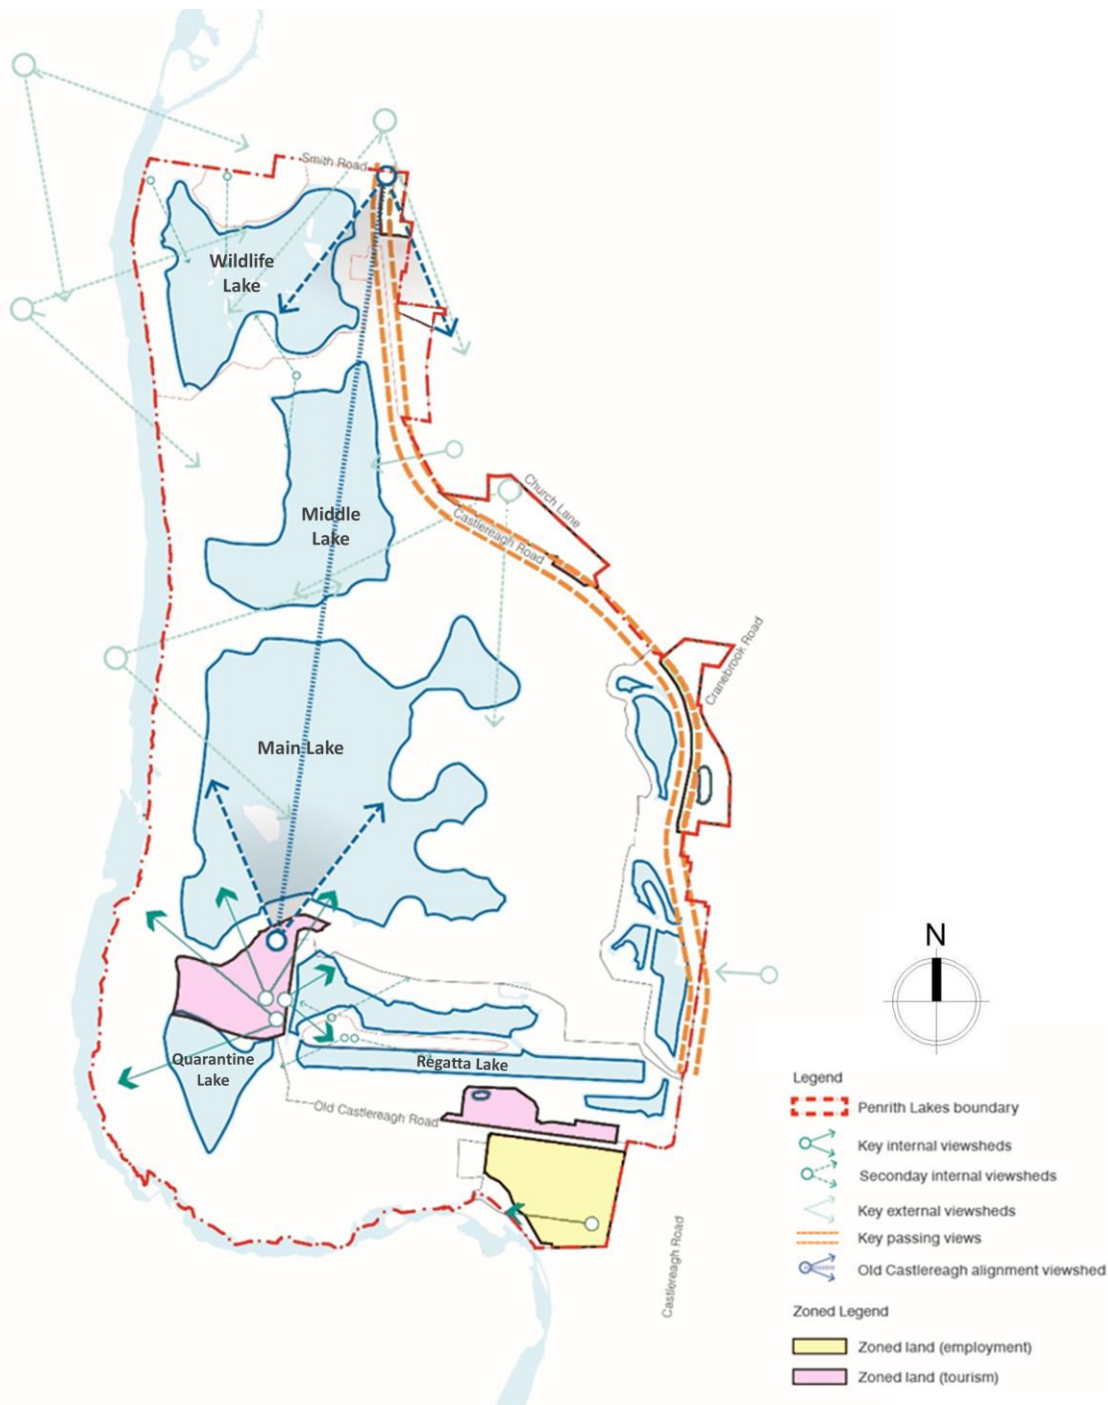 Smith Road
Wildlife
Lake
Church Lane
Middle
Lake
Castlereagh Road
Cranebrook Road
Main Lake
N
Quarantine
Lake
Regatta Lake
Old Castlereagh Road
Castlereagh Road
Legend
Penrith Lakes boundary
Key internal viewsheds
Seconday internal viewsheds
Key external viewsheds
Key passing views
Old Castlereagh alignment viewshed
Zoned Legend
Zoned land (employment)
Zoned land (tourism)